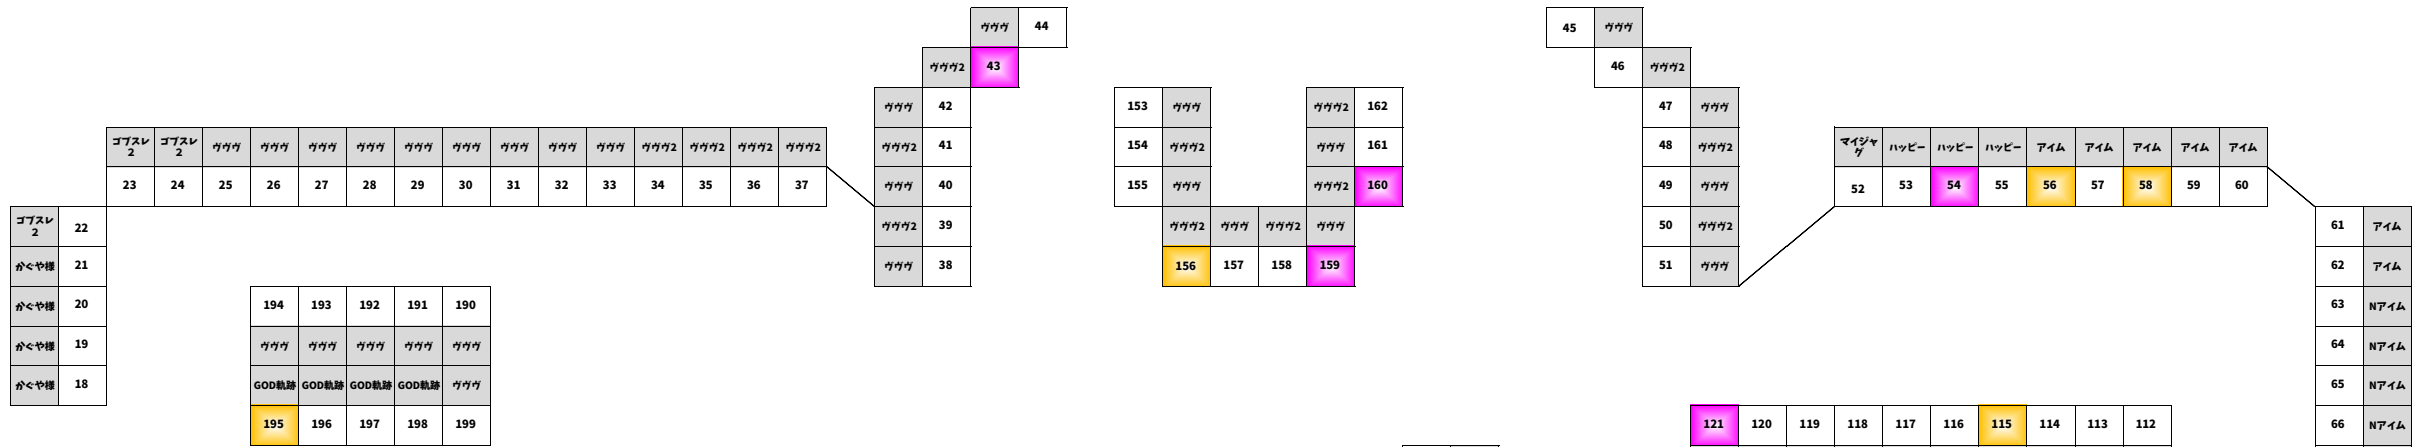 ヴヴヴ 44 45 ヴヴヴ
ヴヴヴ2 43 46 ヴヴヴ2
ヴヴヴ 42 153 ヴヴヴ ヴヴヴ2 162 47 ヴヴヴ
ゴブスレ
2 ゴブスレ
2 ヴヴヴ ヴヴヴ ヴヴヴ ヴヴヴ ヴヴヴ ヴヴヴ ヴヴヴ ヴヴヴ ヴヴヴ ヴヴヴ2 ヴヴヴ2 ヴヴヴ2 ヴヴヴ2 ヴヴヴ2 41 154 ヴヴヴ2 ヴヴヴ 161 48 ヴヴヴ2 マイジャ
グ ハッピー ハッピー ハッピー アイム アイム アイム アイム アイム
23 24 25 26 27 28 29 30 31 32 33 34 35 36 37 ヴヴヴ 40 155 ヴヴヴ ヴヴヴ2 160 49 ヴヴヴ 52 53 54 55 56 57 58 59 60
ゴブスレ
2 22 ヴヴヴ2 39 ヴヴヴ2 ヴヴヴ ヴヴヴ2 ヴヴヴ 50 ヴヴヴ2 61 アイム
かぐや様 21 ヴヴヴ 38 156 157 158 159 51 ヴヴヴ 62 アイム
かぐや様 20 194 193 192 191 190 63 Nアイム
かぐや様 19 ヴヴヴ ヴヴヴ ヴヴヴ ヴヴヴ ヴヴヴ 64 Nアイム
かぐや様 18 GOD軌跡 GOD軌跡 GOD軌跡 GOD軌跡 ヴヴヴ 65 Nアイム
195 196 197 198 199 121 120 119 118 117 116 115 114 113 112 66 Nアイム